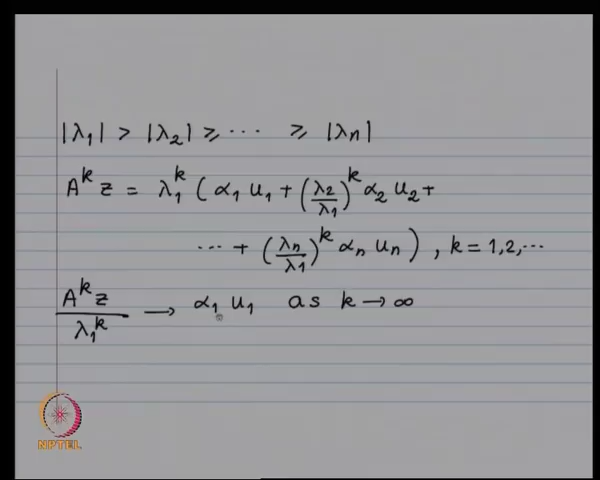 |λ₁| > |λ₂| ≥ ⋯ ≥ |λn|
A^k z = λ₁^k ( α₁ u₁ + (λ₂/λ₁)^k α₂ u₂ +
⋯ + (λn/λ₁)^k αn un ) , k = 1,2,⋯
A^k z / λ₁^k → α₁ u₁ as k → ∞
NPTEL